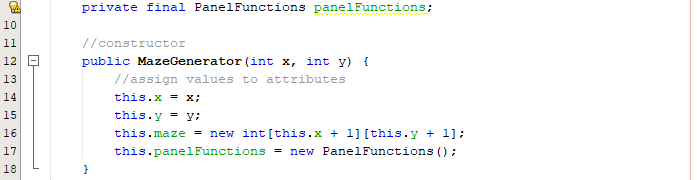 private final PanelFunctions panelFunctions;
10
11 //constructor
12 public MazeGenerator(int x, int y) {
13 //assign values to attributes
14 this.x = x;
15 this.y = y;
16 this.maze = new int[this.x + 1][this.y + 1];
17 this.panelFunctions = new PanelFunctions();
18 }